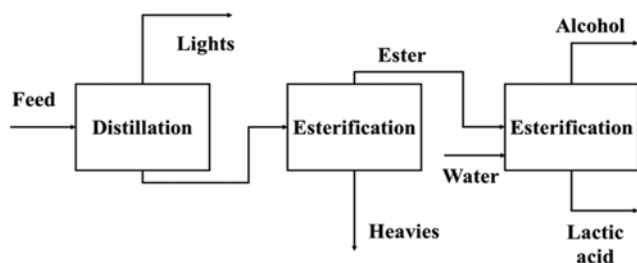 Feed
Lights
Distillation
Ester
Esterification
Heavies
Water
Alcohol
Esterification
Lactic
acid